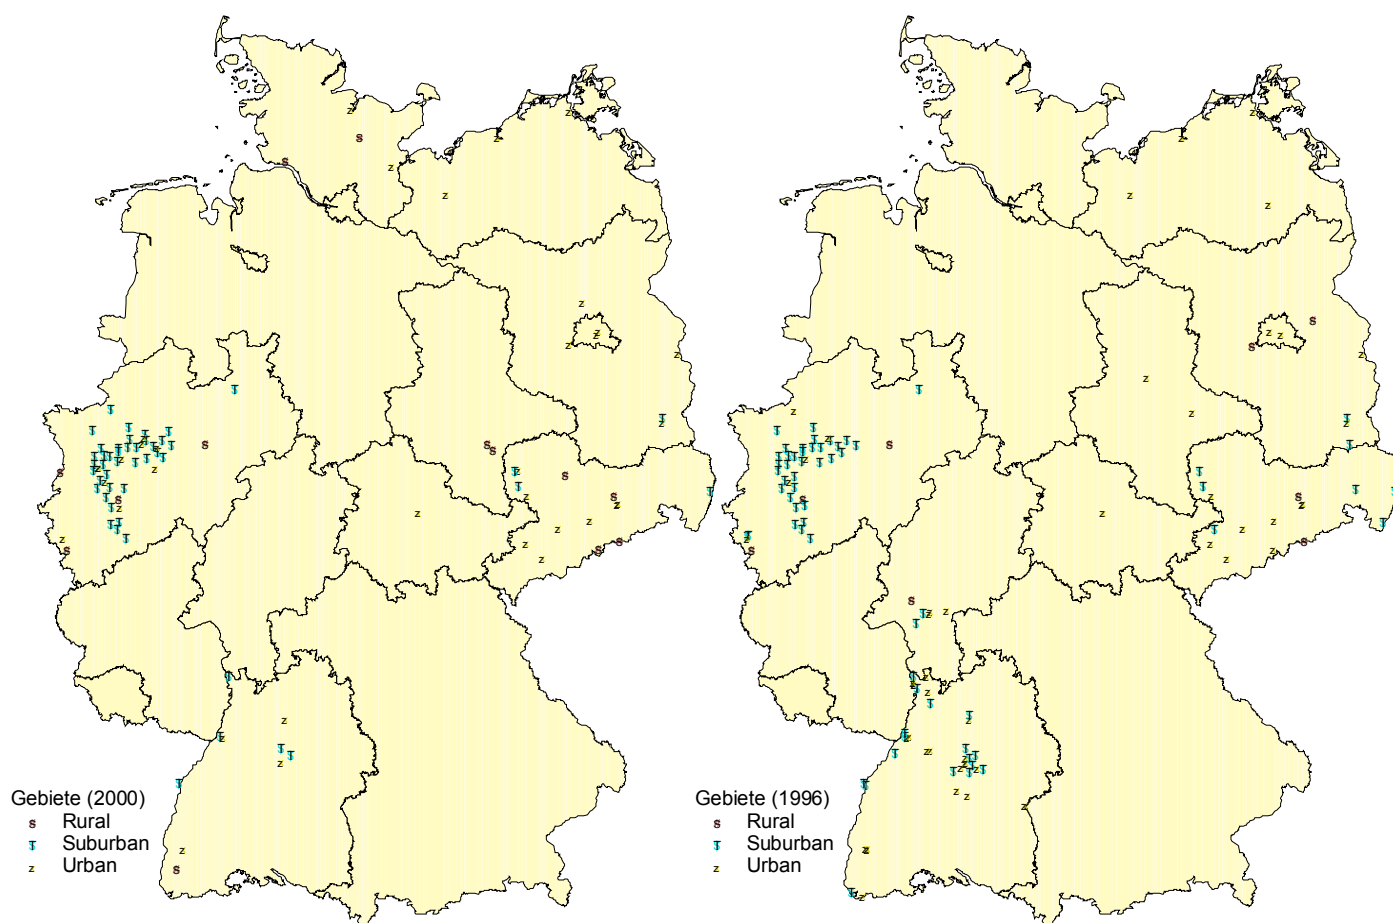 Gebiete (2000)
S Rural
T Suburban
z Urban
Gebiete (1996)
S Rural
T Suburban
z Urban